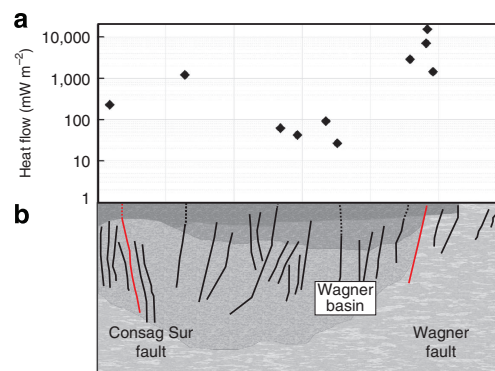 a
10,000
1,000
100
10
1
Heat flow (mW m−2)
b
Wagner
basin
Consag Sur
fault
Wagner
fault